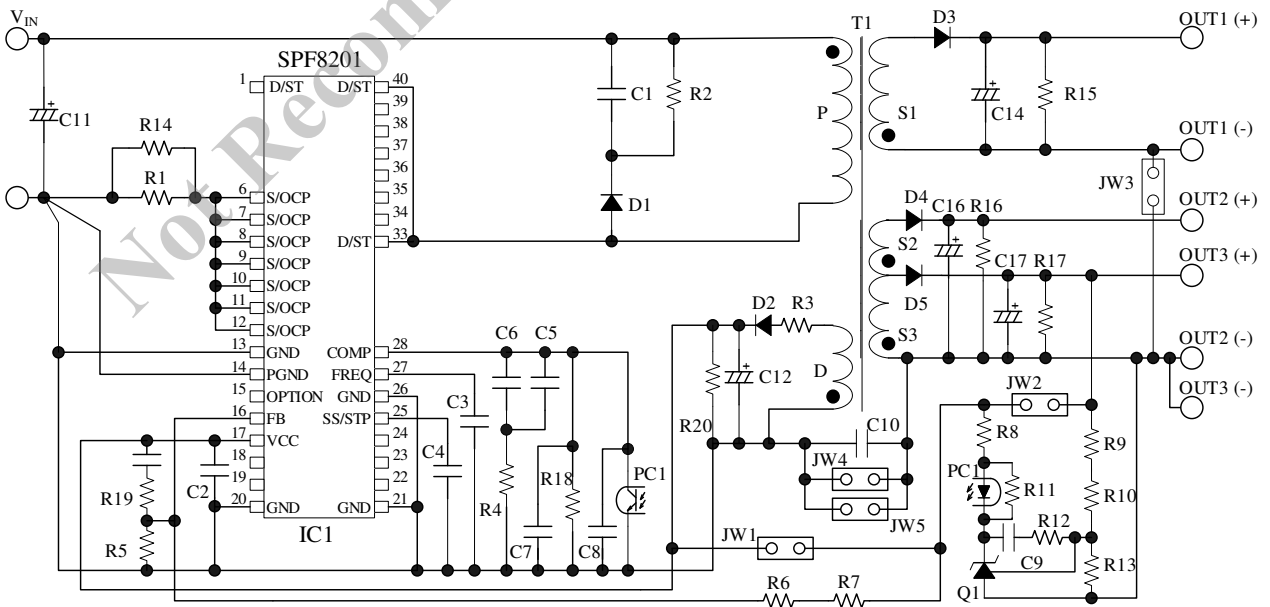 V_IN
T1
D3
OUT1 (+)
SPF8201
1
D/ST
D/ST
40
39
38
37
36
35
34
D/ST
33
C11
R14
R1
C1
R2
D1
P
S1
C14
R15
OUT1 (-)
JW3
6 S/OCP
7 S/OCP
8 S/OCP
9 S/OCP
10 S/OCP
11 S/OCP
12 S/OCP
13 GND
14 PGND
15 OPTION
16 FB
17 VCC
18
19
20 GND
COMP 28
FREQ 27
GND 26
SS/STP 25
24
23
22
GND 21
IC1
D4
C16
R16
OUT2 (+)
S2
C17
R17
OUT3 (+)
D5
S3
D2
R3
C12
D
R20
C10
JW4
JW5
OUT2 (-)
OUT3 (-)
JW2
R8
R9
PC1
R11
R10
R12
C9
R13
Q1
C6
C5
C3
C4
R4
R18
PC1
C7
C8
JW1
R19
C2
R5
R6
R7
Not Recom